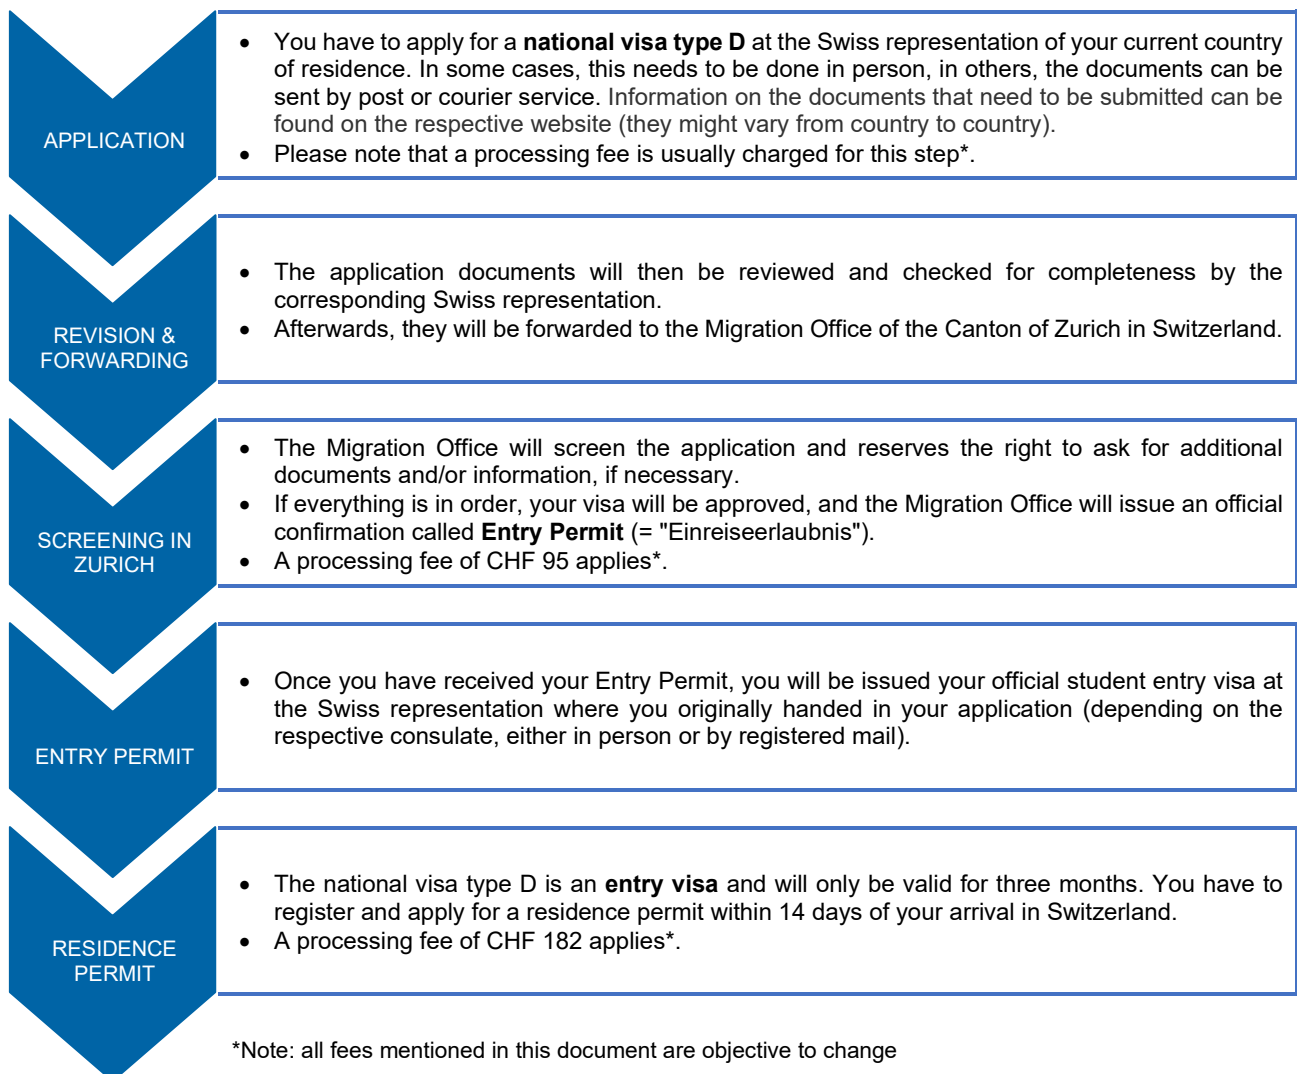 APPLICATION
• You have to apply for a national visa type D at the Swiss representation of your current country
of residence. In some cases, this needs to be done in person, in others, the documents can be
sent by post or courier service. Information on the documents that need to be submitted can be
found on the respective website (they might vary from country to country).
• Please note that a processing fee is usually charged for this step*.
REVISION &
FORWARDING
• The application documents will then be reviewed and checked for completeness by the
corresponding Swiss representation.
• Afterwards, they will be forwarded to the Migration Office of the Canton of Zurich in Switzerland.
SCREENING IN
ZURICH
• The Migration Office will screen the application and reserves the right to ask for additional
documents and/or information, if necessary.
• If everything is in order, your visa will be approved, and the Migration Office will issue an official
confirmation called Entry Permit (= "Einreiseerlaubnis").
• A processing fee of CHF 95 applies*.
ENTRY PERMIT
• Once you have received your Entry Permit, you will be issued your official student entry visa at
the Swiss representation where you originally handed in your application (depending on the
respective consulate, either in person or by registered mail).
RESIDENCE
PERMIT
• The national visa type D is an entry visa and will only be valid for three months. You have to
register and apply for a residence permit within 14 days of your arrival in Switzerland.
• A processing fee of CHF 182 applies*.
*Note: all fees mentioned in this document are objective to change